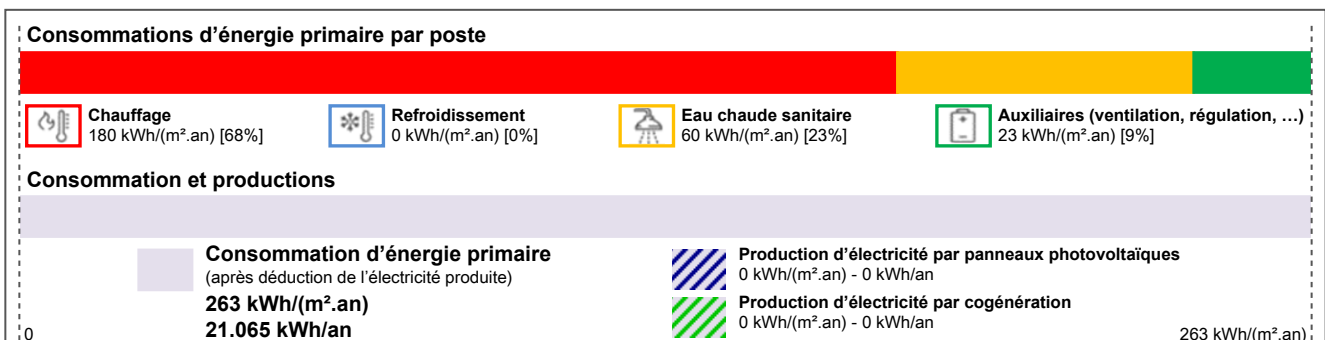 Consommations d’énergie primaire par poste
Chauffage
180 kWh/(m².an) [68%]
Refroidissement
0 kWh/(m².an) [0%]
Eau chaude sanitaire
60 kWh/(m².an) [23%]
Auxiliaires (ventilation, régulation, …)
23 kWh/(m².an) [9%]
Consommation et productions
Consommation d’énergie primaire
(après déduction de l’électricité produite)
263 kWh/(m².an)
21.065 kWh/an
Production d’électricité par panneaux photovoltaïques
0 kWh/(m².an) - 0 kWh/an
Production d’électricité par cogénération
0 kWh/(m².an) - 0 kWh/an
0
263 kWh/(m².an)